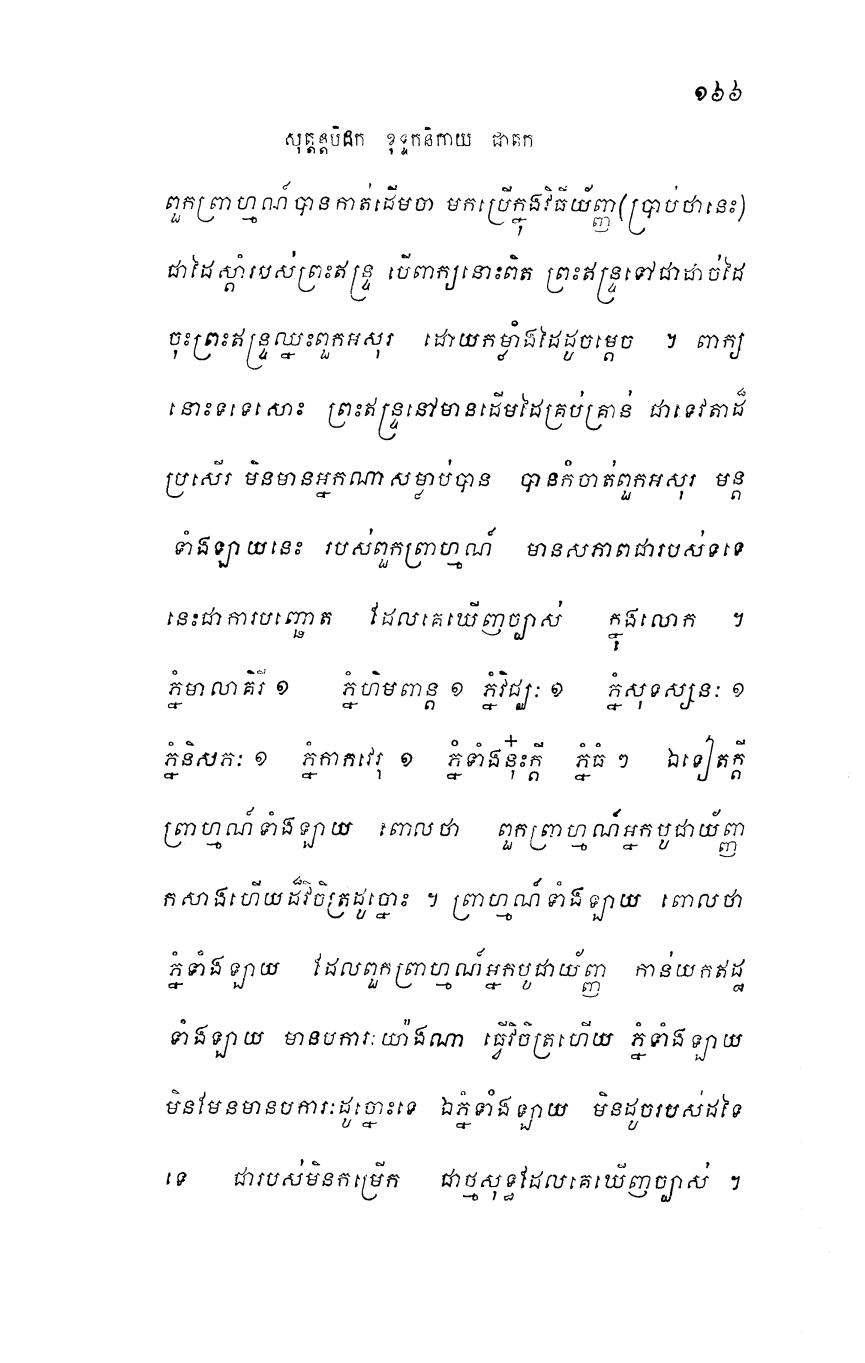 ១៦៦
សុត្តន្តបិដក ខុទ្ទកនិកាយ ជាតក
ពួកព្រាហ្មណ៍បានកាត់ដើមចា មកប្រើក្នុងវិធីយ័ញ្ញ(ប្រាប់ថានេះ)
ជាដៃស្តាំរបស់ព្រះឥន្ទ្រ បើពាក្យនោះពិត ព្រះឥន្ទ្រទៅជាដាច់ដៃ
ចុះព្រះឥន្ទ្រឈ្នះពួកអសុរ ដោយកម្លាំងដៃដូចម្តេច ។ ពាក្យ
នោះទទេសោះ ព្រះឥន្ទ្រនៅមានដើមដៃគ្រប់គ្រាន់ ជាទេវតាដ៏
ប្រសើរ មិនមានអ្នកណាសម្លាប់បាន បានកំចាត់ពួកអសុរ មន្ត
ទាំងឡាយនេះ របស់ពួកព្រាហ្មណ៍ មានសភាពជារបស់ទទេ
នេះជាការបញ្ឆោត ដែលគេឃើញច្បាស់ ក្នុងលោក ។
ភ្នំមាលាគិរី ១ ភ្នំហិមពាន្ត ១ ភ្នំវិជ្ឈៈ ១ ភ្នំសុទស្សនៈ ១
ភ្នំនិសភៈ ១ ភ្នំកាកវេរុ ១ ភ្នំទាំងនុ៎ះក្តី ភ្នំធំ ៗ ឯទៀតក្តី
ព្រាហ្មណ៍ទាំងឡាយ ពោលថា ពួកព្រាហ្មណ៍អ្នកបូជាយ័ញ្ញ
កសាងហើយដ៏វិចិត្រដូច្នោះ ។ ព្រាហ្មណ៍ទាំងឡាយ ពោលថា
ភ្នំទាំងឡាយ ដែលពួកព្រាហ្មណ៍អ្នកបូជាយ័ញ្ញ កាន់យកឥដ្ឋ
ទាំងឡាយ មានបការៈយ៉ាងណា ធ្វើវិចិត្រហើយ ភ្នំទាំងឡាយ
មិនមែនមានបការៈដូច្នោះទេ ឯភ្នំទាំងឡាយ មិនដូចរបស់ដទៃ
ទេ ជារបស់មិនកម្រើក ជាថ្មសុទ្ធដែលគេឃើញច្បាស់ ។